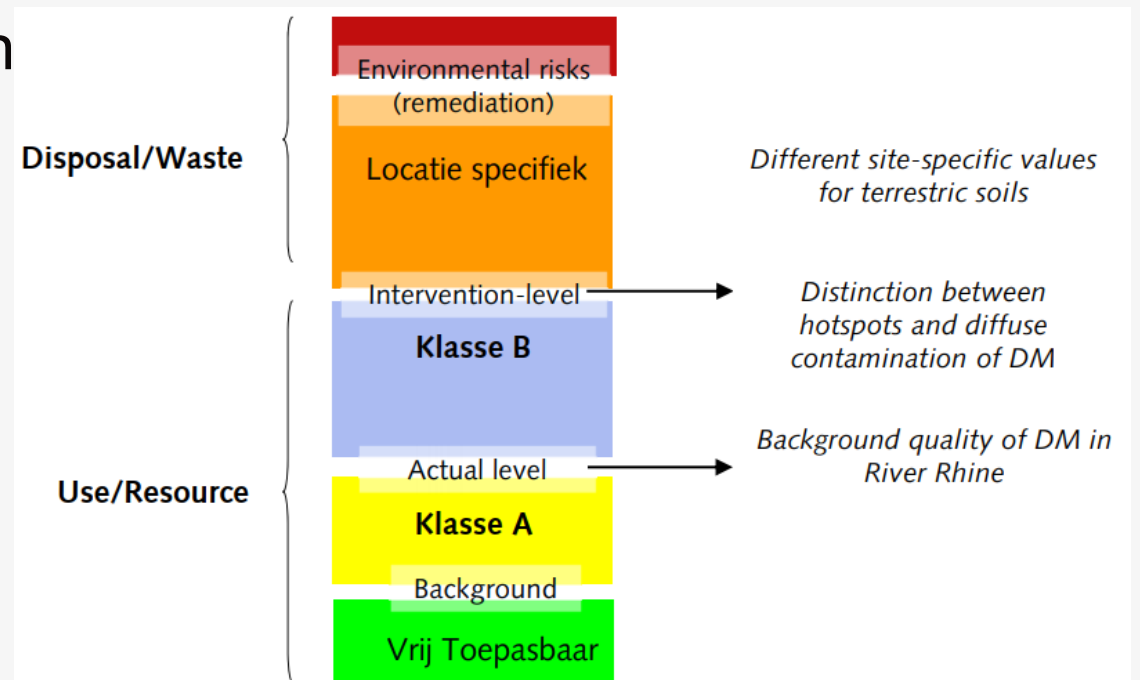 n
Environmental risks
(remediation)
Disposal/Waste
Locatie specifiek
Different site-specific values
for terrestric soils
Intervention-level
Distinction between
hotspots and diffuse
contamination of DM
Klasse B
Actual level
Background quality of DM in
River Rhine
Use/Resource
Klasse A
Background
Vrij Toepasbaar